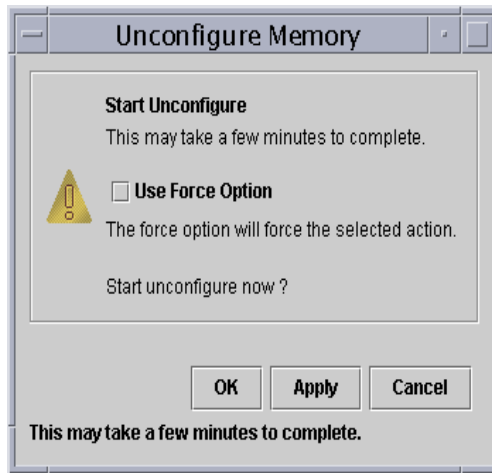 Unconfigure Memory
Start Unconfigure
This may take a few minutes to complete.
Use Force Option
The force option will force the selected action.
Start unconfigure now ?
OK Apply Cancel
This may take a few minutes to complete.